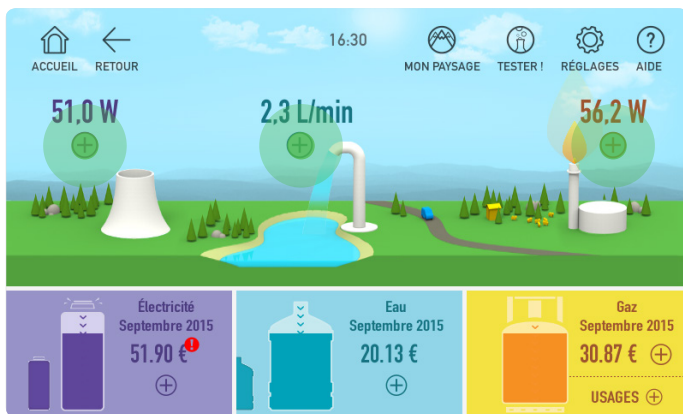 16:30
ACCUEIL RETOUR MON PAYSAGE TESTER ! RÉGLAGES AIDE
51,0 W 2,3 L/min 56,2 W
Électricité
Septembre 2015
51.90 €
Eau
Septembre 2015
20.13 €
Gaz
Septembre 2015
30.87 €
USAGES